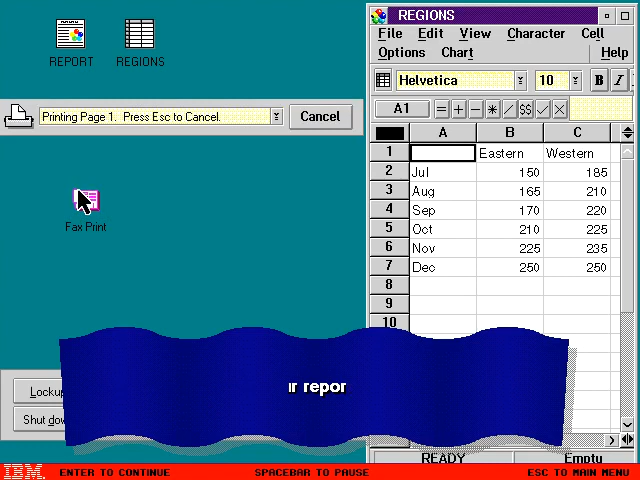 REPORT
REGIONS
Printing Page 1. Press Esc to Cancel.
Cancel
Fax Print
REGIONS
File Edit View Character Cell
Options Chart Help
Helvetica 10 B I
A1 = + - * / $$
A B C
1 Eastern Western
2 Jul 150 185
3 Aug 165 210
4 Sep 170 220
5 Oct 210 225
6 Nov 225 235
7 Dec 250 250
8
9
10
ır repor
Lockup
Shut dow
READY Empty
IBM ENTER TO CONTINUE SPACEBAR TO PAUSE ESC TO MAIN MENU